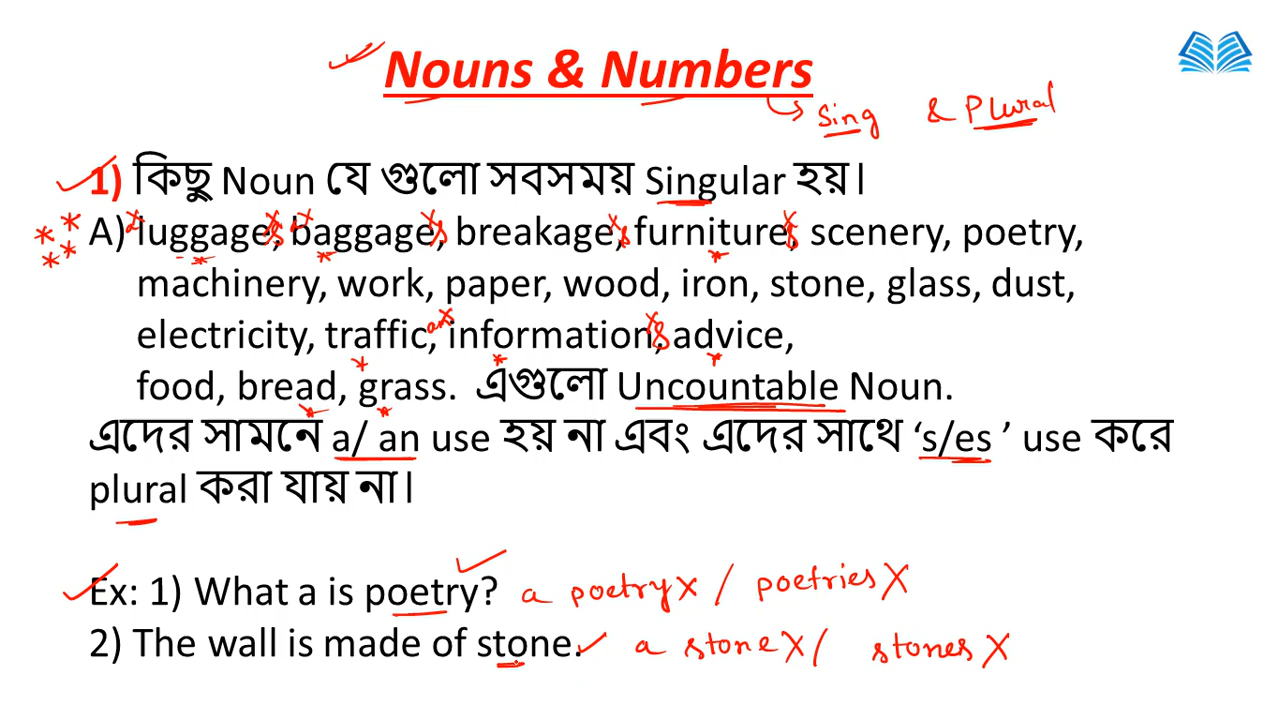 Nouns & Numbers
Sing & Plural
1) কিছু Noun যে গুলো সবসময় Singular হয়।
A) luggage, baggage, breakage, furniture, scenery, poetry,
machinery, work, paper, wood, iron, stone, glass, dust,
electricity, traffic, information, advice,
food, bread, grass. এগুলো Uncountable Noun.
এদের সামনে a/ an use হয় না এবং এদের সাথে ‘s/es ’ use করে
plural করা যায় না।
Ex: 1) What a is poetry? a poetry X / poetries X
2) The wall is made of stone. a stone X / stones X